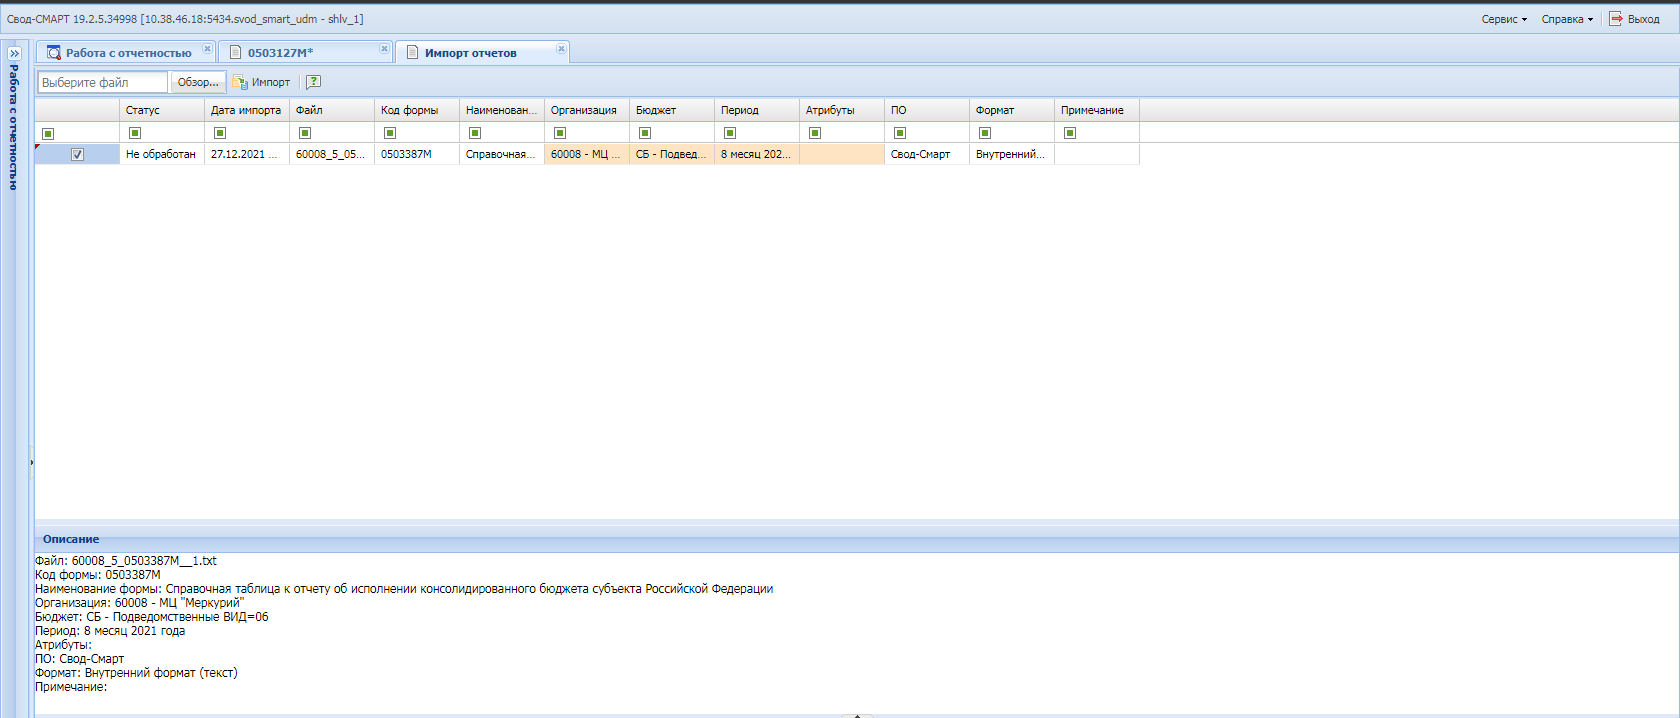 Свод-СМАРТ 19.2.5.34998 [10.38.46.18:5434.svod_smart_udm - shlv_1]
Сервис Справка Выход
Работа с отчетностью 0503127М* Импорт отчетов
Работа с отчетностью
Выберите файл Обзор... Импорт
Статус Дата импорта Файл Код формы Наименован... Организация Бюджет Период Атрибуты ПО Формат Примечание
Не обработан 27.12.2021 ... 60008_5_05... 0503387М Справочная... 60008 - МЦ ... СБ - Подвед... 8 месяц 202... Свод-Смарт Внутренний...
Описание
Файл: 60008_5_0503387М__1.txt
Код формы: 0503387М
Наименование формы: Справочная таблица к отчету об исполнении консолидированного бюджета субъекта Российской Федерации
Организация: 60008 - МЦ "Меркурий"
Бюджет: СБ - Подведомственные ВИД=06
Период: 8 месяц 2021 года
Атрибуты:
ПО: Свод-Смарт
Формат: Внутренний формат (текст)
Примечание: